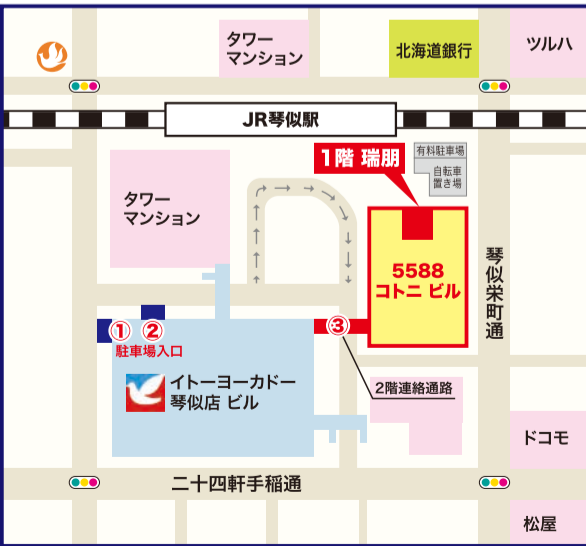 タワー
マンション
北海道銀行
ツルハ
JR琴似駅
1階 瑞朋
有料駐車場
自転車
置き場
タワー
マンション
5588
コトニ ビル
琴似栄町通
①
②
③
駐車場入口
イトーヨーカドー
琴似店 ビル
2階連絡通路
ドコモ
二十四軒手稲通
松屋